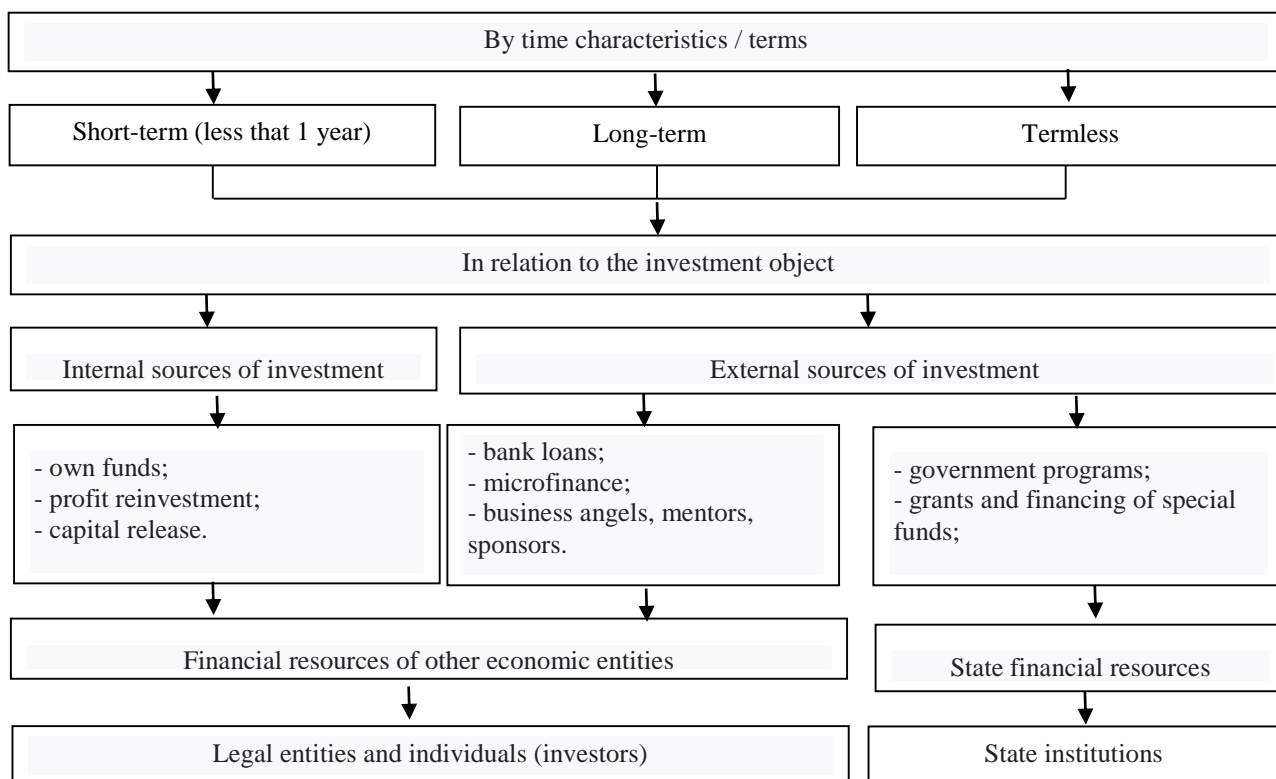 By time characteristics / terms
Short-term (less that 1 year)
Long-term
Termless
In relation to the investment object
Internal sources of investment
External sources of investment
- own funds;
- profit reinvestment;
- capital release.
- bank loans;
- microfinance;
- business angels, mentors,
sponsors.
- government programs;
- grants and financing of special
funds;
Financial resources of other economic entities
State financial resources
Legal entities and individuals (investors)
State institutions